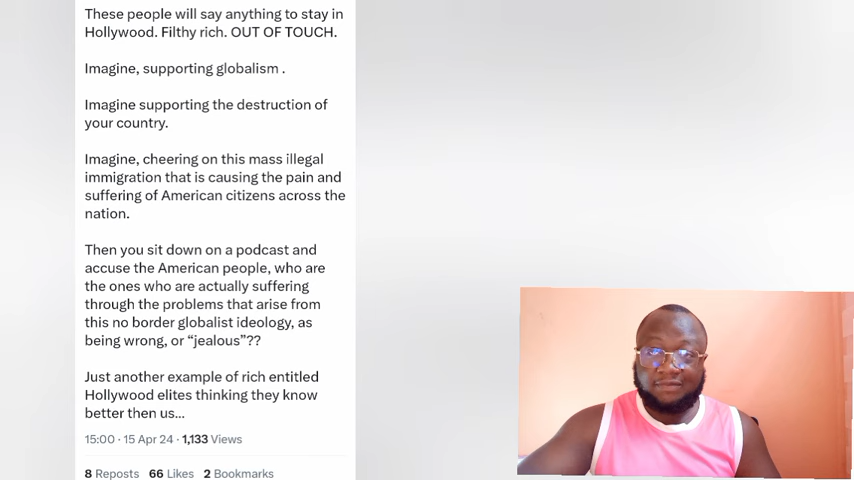 These people will say anything to stay in
Hollywood. Filthy rich. OUT OF TOUCH.
Imagine, supporting globalism .
Imagine supporting the destruction of
your country.
Imagine, cheering on this mass illegal
immigration that is causing the pain and
suffering of American citizens across the
nation.
Then you sit down on a podcast and
accuse the American people, who are
the ones who are actually suffering
through the problems that arise from
this no border globalist ideology, as
being wrong, or “jealous”??
Just another example of rich entitled
Hollywood elites thinking they know
better then us...
15:00 · 15 Apr 24 · 1,133 Views
8 Reposts 66 Likes 2 Bookmarks